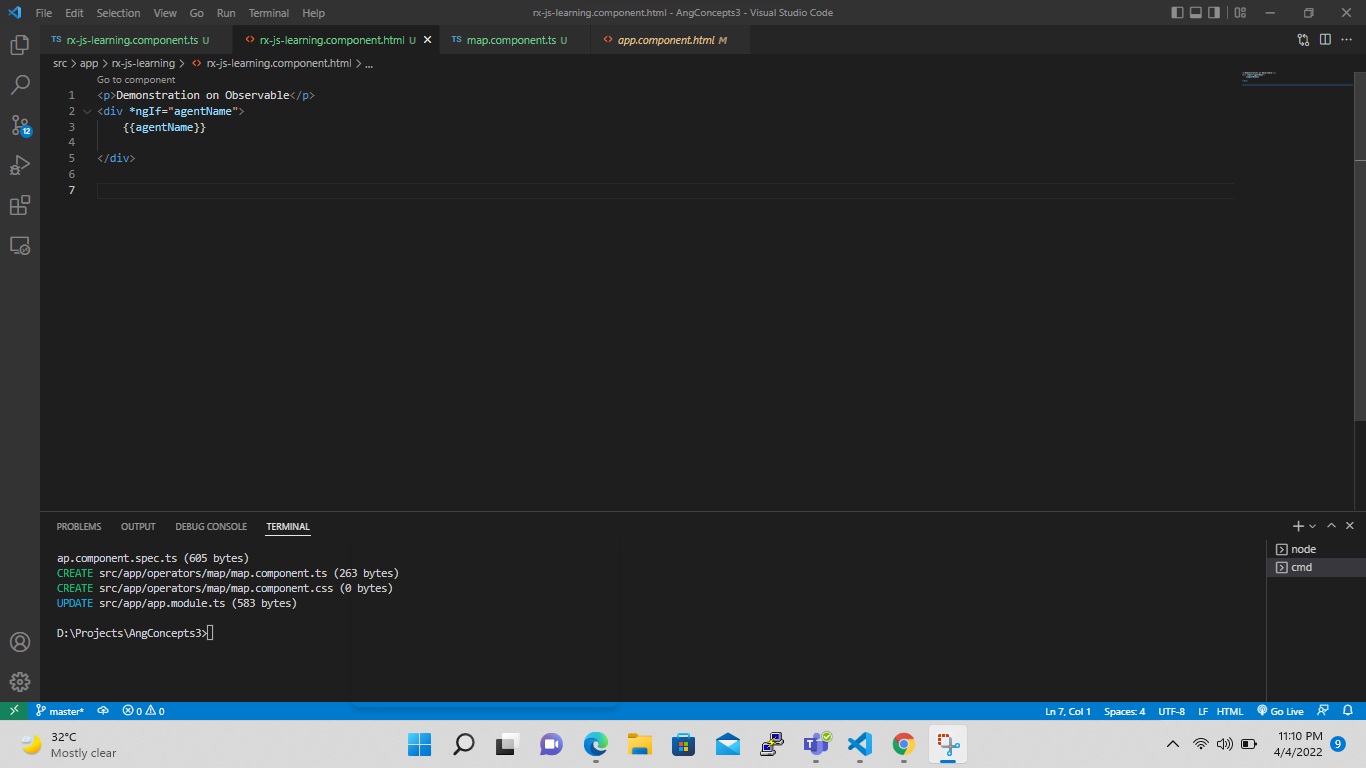 File Edit Selection View Go Run Terminal Help rx-js-learning.component.html - AngConcepts3 - Visual Studio Code
TS rx-js-learning.component.ts U <> rx-js-learning.component.html U TS map.component.ts U <> app.component.html M
src > app > rx-js-learning > <> rx-js-learning.component.html > ...
Go to component
1 <p>Demonstration on Observable</p>
2 <div *ngIf="agentName">
3 {{agentName}}
4
5 </div>
6
7
12
PROBLEMS OUTPUT DEBUG CONSOLE TERMINAL
ap.component.spec.ts (605 bytes)
CREATE src/app/operators/map/map.component.ts (263 bytes)
CREATE src/app/operators/map/map.component.css (0 bytes)
UPDATE src/app/app.module.ts (583 bytes)
D:\Projects\AngConcepts3>
node
cmd
master* 0 0 Ln 7, Col 1 Spaces: 4 UTF-8 LF HTML Go Live
32°C
Mostly clear
11:10 PM
4/4/2022 9